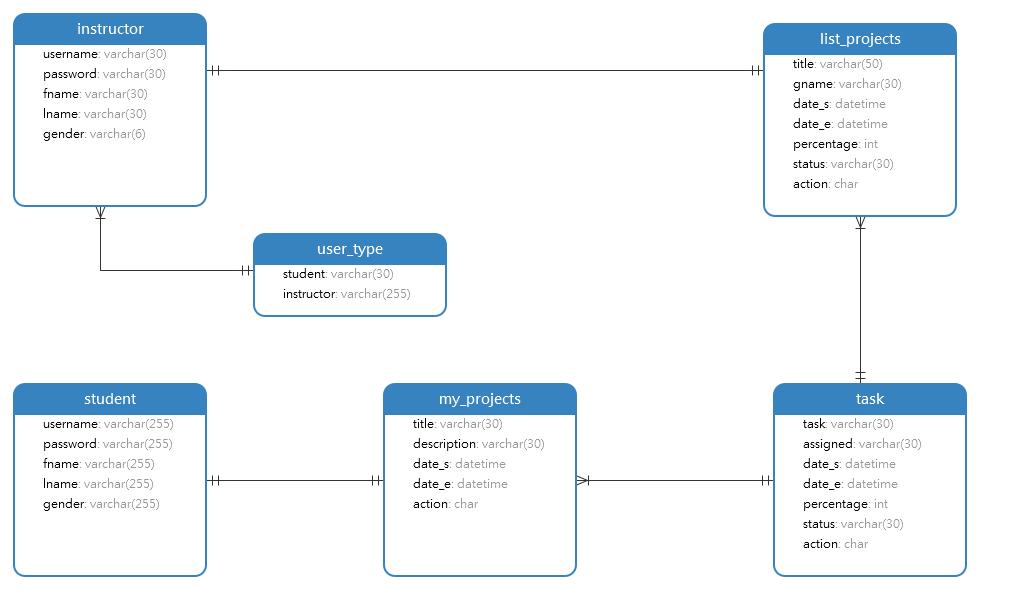 instructor
username: varchar(30)
password: varchar(30)
fname: varchar(30)
lname: varchar(30)
gender: varchar(6)
list_projects
title: varchar(50)
gname: varchar(30)
date_s: datetime
date_e: datetime
percentage: int
status: varchar(30)
action: char
user_type
student: varchar(30)
instructor: varchar(255)
student
username: varchar(255)
password: varchar(255)
fname: varchar(255)
lname: varchar(255)
gender: varchar(255)
my_projects
title: varchar(30)
description: varchar(30)
date_s: datetime
date_e: datetime
action: char
task
task: varchar(30)
assigned: varchar(30)
date_s: datetime
date_e: datetime
percentage: int
status: varchar(30)
action: char